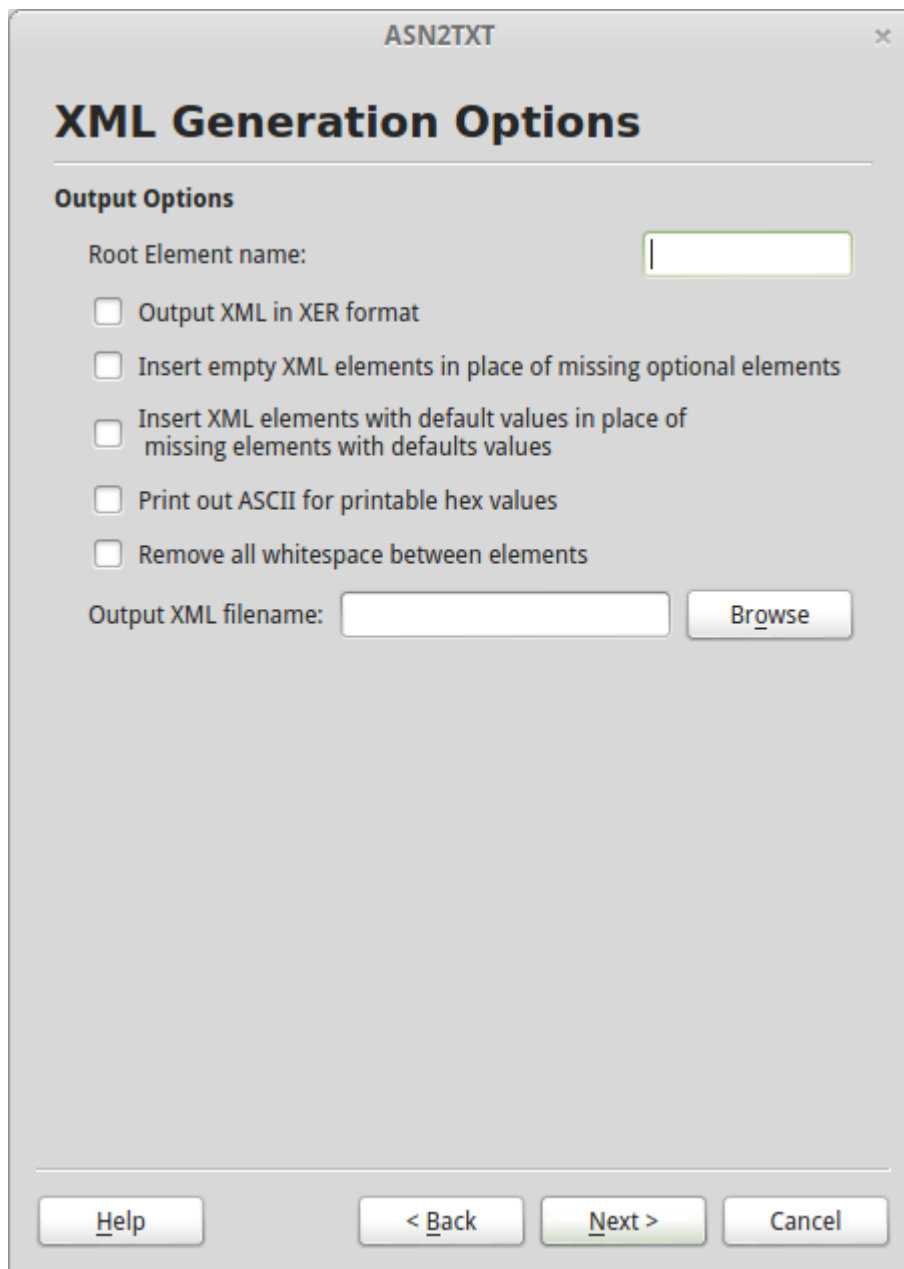 ASN2TXT
XML Generation Options
Output Options
Root Element name:
Output XML in XER format
Insert empty XML elements in place of missing optional elements
Insert XML elements with default values in place of
missing elements with defaults values
Print out ASCII for printable hex values
Remove all whitespace between elements
Output XML filename: Browse
Help < Back Next > Cancel